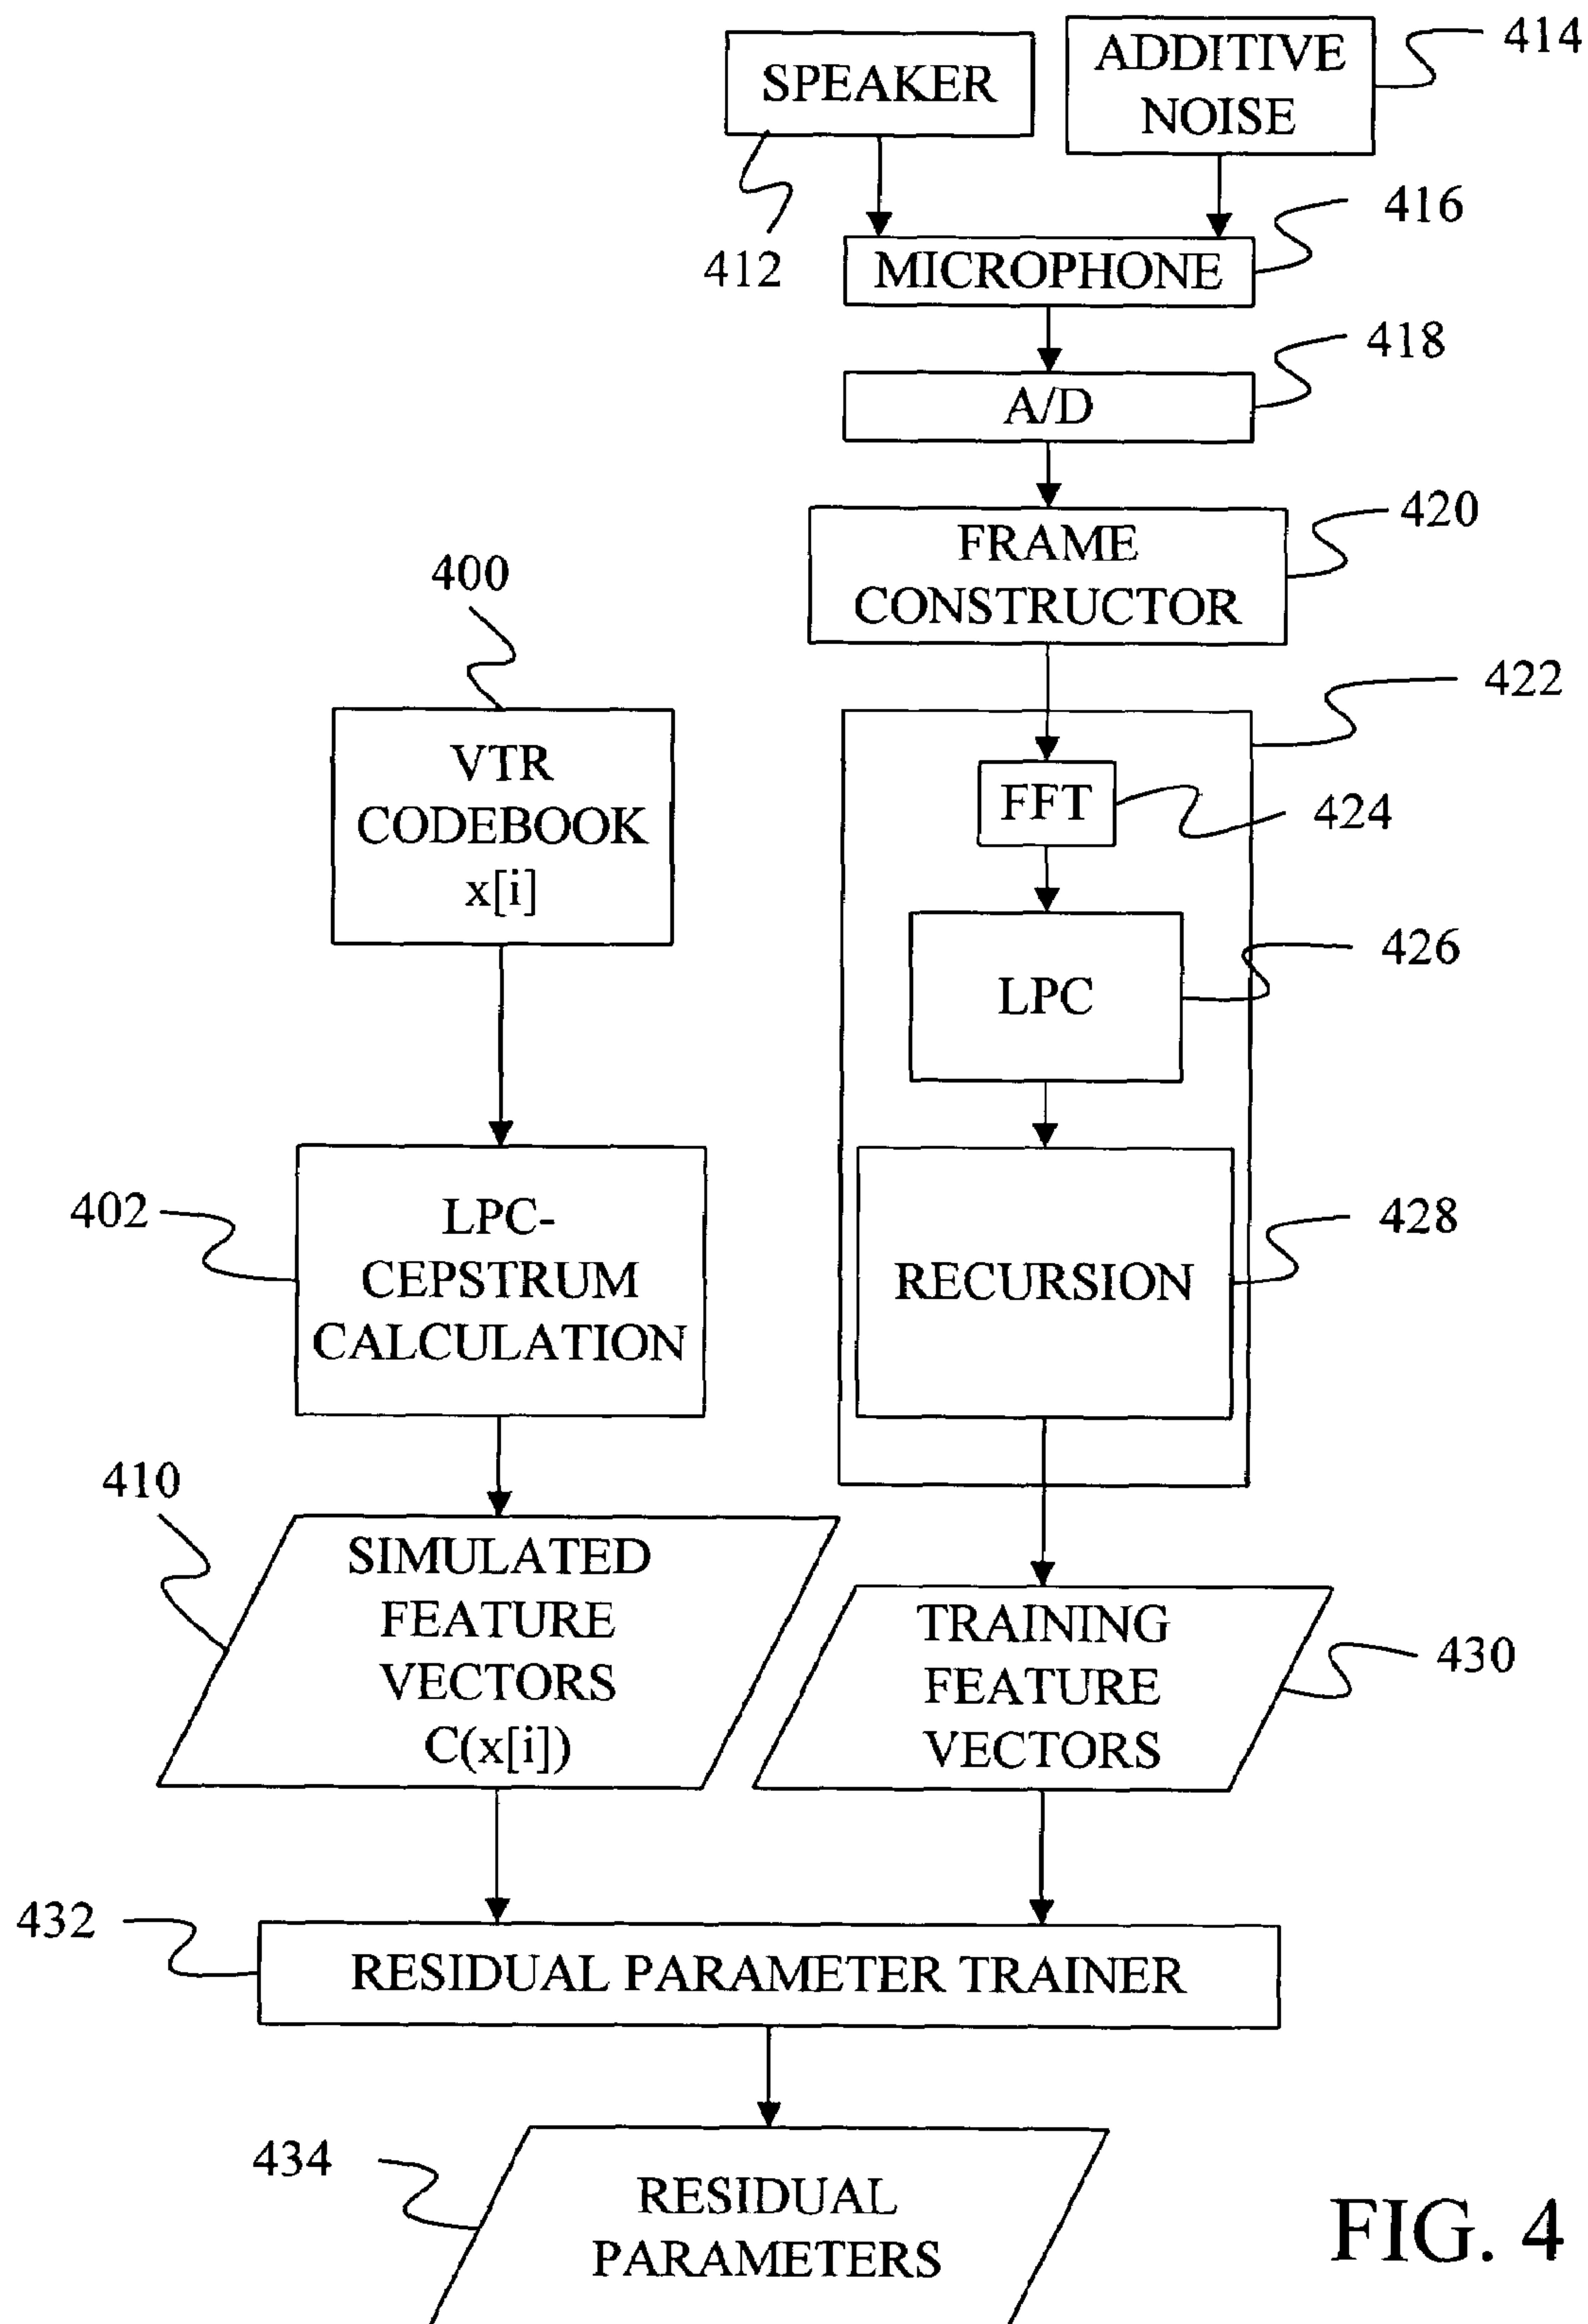 SPEAKER
412
ADDITIVE
NOISE
414
MICROPHONE
416
A/D
418
FRAME
CONSTRUCTOR
420
400
VTR
CODEBOOK
x[i]
422
FFT
424
LPC
426
402
LPC-
CEPSTRUM
CALCULATION
RECURSION
428
410
SIMULATED
FEATURE
VECTORS
C(x[i])
TRAINING
FEATURE
VECTORS
430
432
RESIDUAL PARAMETER TRAINER
434
RESIDUAL
PARAMETERS
FIG. 4